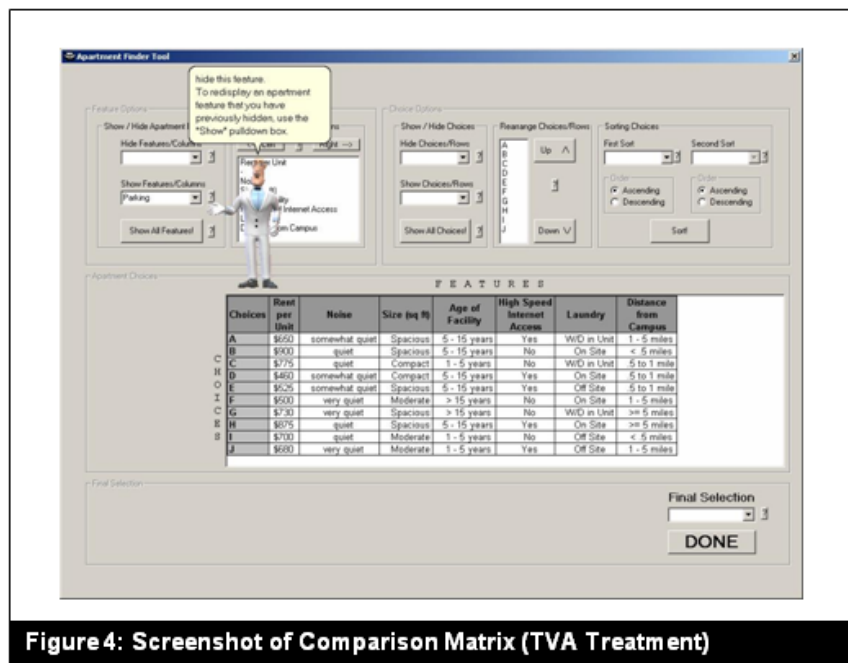 Apartment Finder Tool
hide this feature.
To redisplay an apartment
feature that you have
previously hidden, use the
"Show" pulldown box.
Feature Options
Show / Hide Apartment
Hide Features/Columns
Show Features/Columns
Parking
Show All Features!
Right -->
Unit
Internet Access
Campus
Choice Options
Show / Hide Choices
Hide Choices/Rows
Show Choices/Rows
Show All Choices!
Rearrange Choices/Rows
A
B
C
D
E
F
G
H
I
J
Up
Down
Sorting Choices
First Sort
Second Sort
Order
Ascending
Descending
Order
Ascending
Descending
Sort!
Apartment Choices
F E A T U R E S
C H O I C E S
Choices Rent per Unit Noise Size (sq ft) Age of Facility High Speed Internet Access Laundry Distance from Campus
A $650 somewhat quiet Spacious 5 - 15 years Yes W/D in Unit 1 - 5 miles
B $900 quiet Spacious 5 - 15 years No On Site < .5 miles
C $775 quiet Compact 1 - 5 years No W/D in Unit .5 to 1 mile
D $460 somewhat quiet Compact 5 - 15 years Yes On Site .5 to 1 mile
E $525 somewhat quiet Spacious 5 - 15 years Yes Off Site .5 to 1 mile
F $500 very quiet Moderate > 15 years No On Site 1 - 5 miles
G $730 very quiet Spacious > 15 years No W/D in Unit >= 5 miles
H $875 quiet Spacious 5 - 15 years Yes On Site >= 5 miles
I $700 quiet Moderate 1 - 5 years No Off Site < .5 miles
J $680 very quiet Moderate 1 - 5 years Yes Off Site 1 - 5 miles
Final Selection
Final Selection
DONE
Figure 4: Screenshot of Comparison Matrix (TVA Treatment)